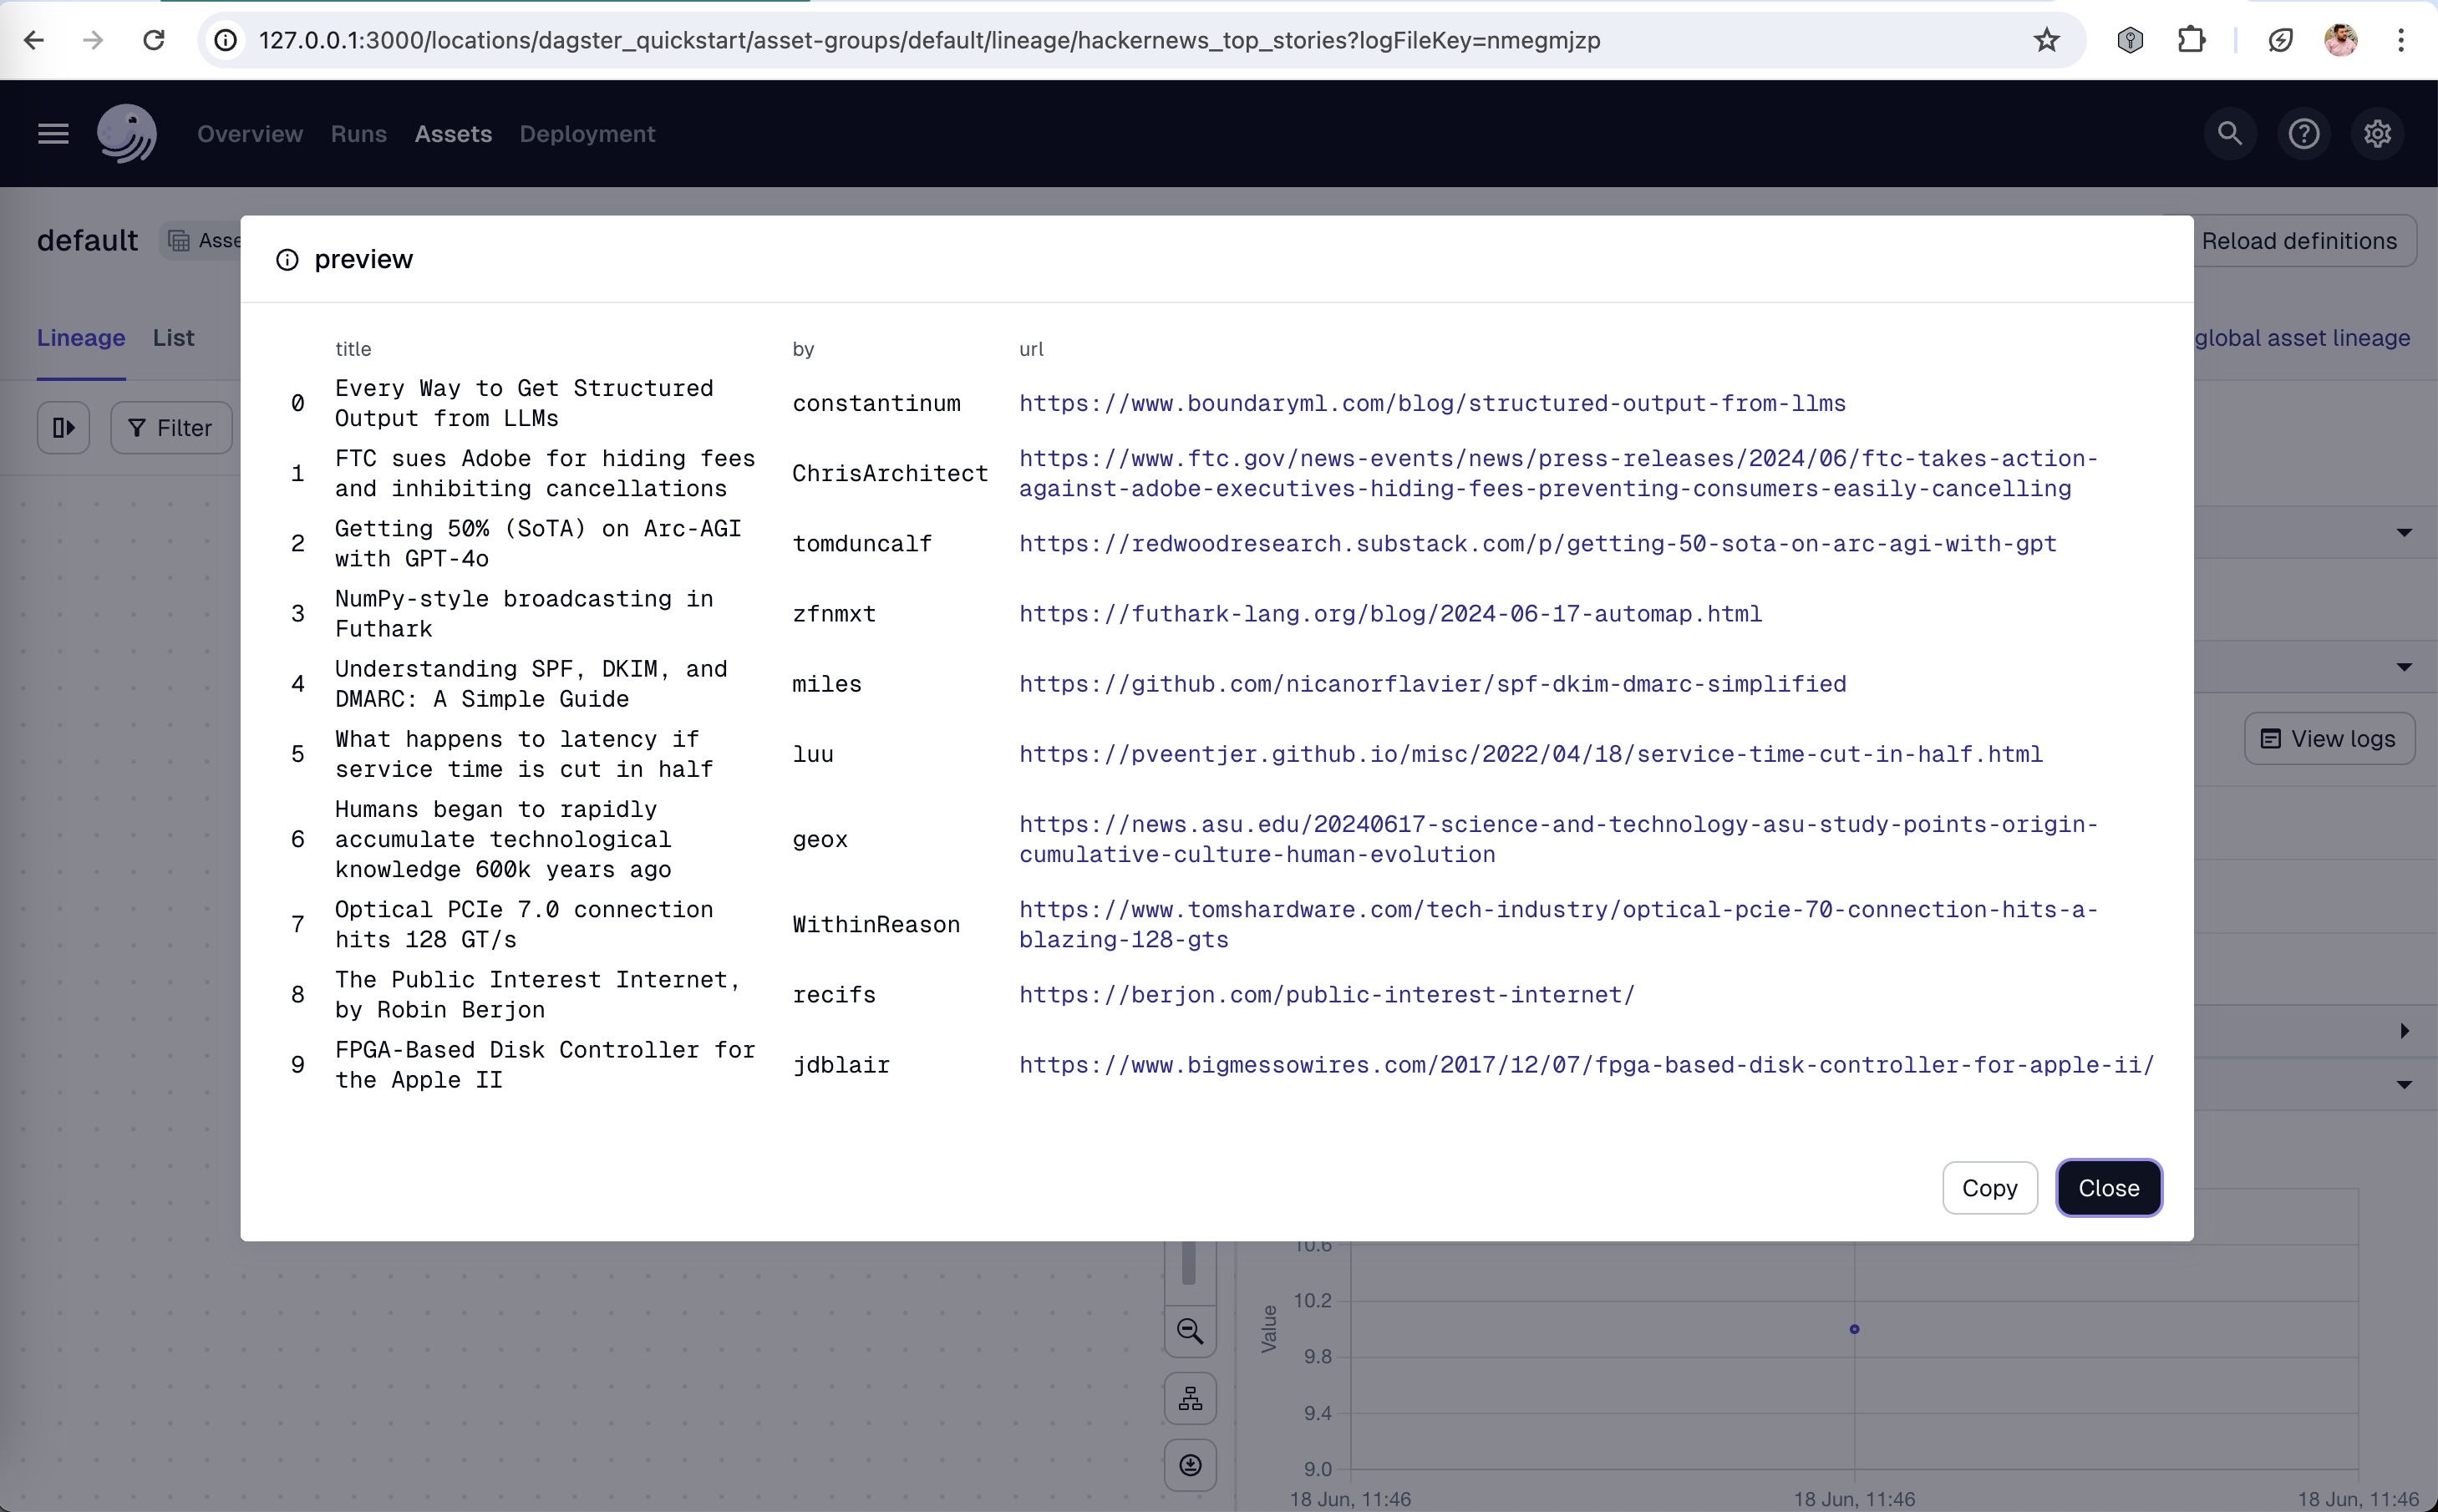 127.0.0.1:3000/locations/dagster_quickstart/asset-groups/default/lineage/hackernews_top_stories?logFileKey=nmegmjzp
Overview Runs Assets Deployment
default Asse
Reload definitions
Lineage List
global asset lineage
Filter
preview
title by url
0 Every Way to Get Structured
Output from LLMs constantinum https://www.boundaryml.com/blog/structured-output-from-llms
1 FTC sues Adobe for hiding fees
and inhibiting cancellations ChrisArchitect https://www.ftc.gov/news-events/news/press-releases/2024/06/ftc-takes-action-
against-adobe-executives-hiding-fees-preventing-consumers-easily-cancelling
2 Getting 50% (SoTA) on Arc-AGI
with GPT-4o tomduncalf https://redwoodresearch.substack.com/p/getting-50-sota-on-arc-agi-with-gpt
3 NumPy-style broadcasting in
Futhark zfnmxt https://futhark-lang.org/blog/2024-06-17-automap.html
4 Understanding SPF, DKIM, and
DMARC: A Simple Guide miles https://github.com/nicanorflavier/spf-dkim-dmarc-simplified
5 What happens to latency if
service time is cut in half luu https://pveentjer.github.io/misc/2022/04/18/service-time-cut-in-half.html
6 Humans began to rapidly
accumulate technological
knowledge 600k years ago geox https://news.asu.edu/20240617-science-and-technology-asu-study-points-origin-
cumulative-culture-human-evolution
7 Optical PCIe 7.0 connection
hits 128 GT/s WithinReason https://www.tomshardware.com/tech-industry/optical-pcie-70-connection-hits-a-
blazing-128-gts
8 The Public Interest Internet,
by Robin Berjon recifs https://berjon.com/public-interest-internet/
9 FPGA-Based Disk Controller for
the Apple II jdblair https://www.bigmessowires.com/2017/12/07/fpga-based-disk-controller-for-apple-ii/
View logs
Copy Close
10.6
10.2
Value
9.8
9.4
9.0
18 Jun, 11:46 18 Jun, 11:46 18 Jun, 11:46